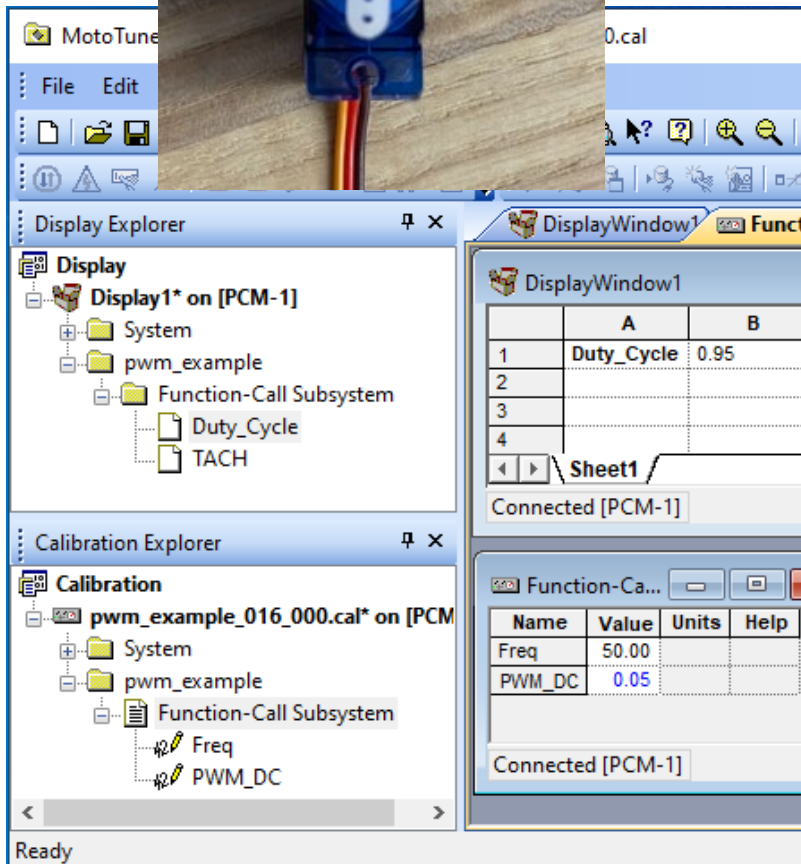 MotoTune
0.cal
File Edit
Display Explorer
Display
Display1* on [PCM-1]
System
pwm_example
Function-Call Subsystem
Duty_Cycle
TACH
Calibration Explorer
Calibration
pwm_example_016_000.cal* on [PCM
System
pwm_example
Function-Call Subsystem
Freq
PWM_DC
DisplayWindow1 Funct
DisplayWindow1
A B
1 Duty_Cycle 0.95
2
3
4
Sheet1
Connected [PCM-1]
Function-Ca...
Name Value Units Help
Freq 50.00
PWM_DC 0.05
Connected [PCM-1]
Ready